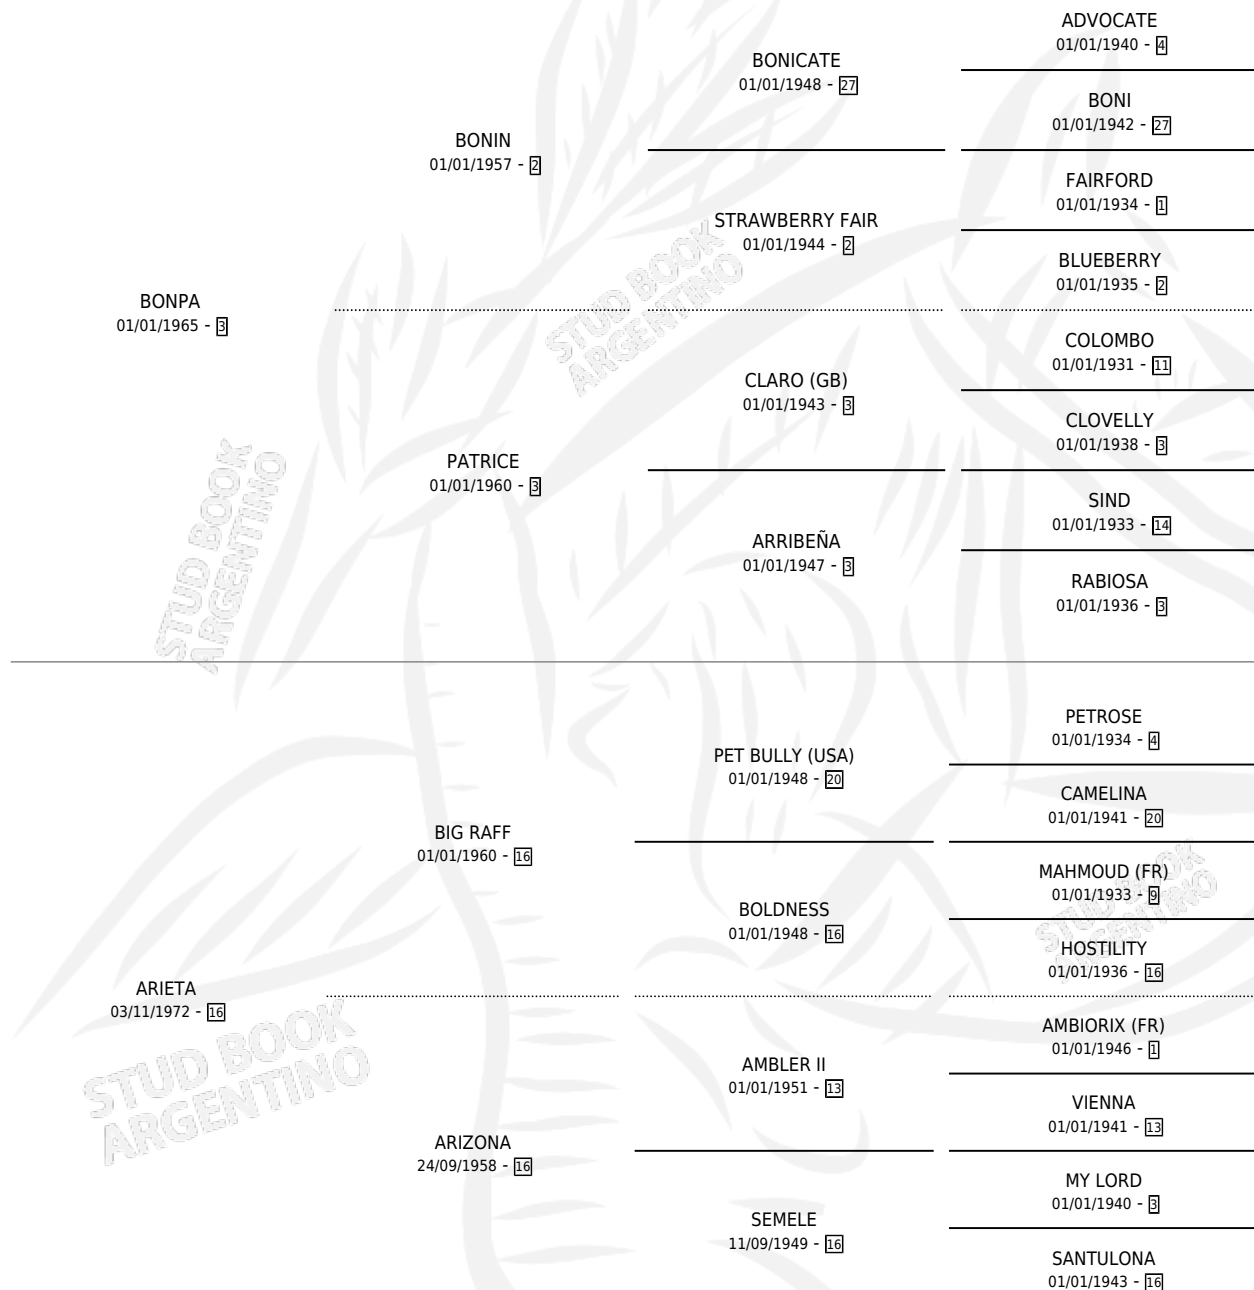 ADVOCATE
01/01/1940 - 4
BONICATE
01/01/1948 - 27
BONI
01/01/1942 - 27
BONIN
01/01/1957 - 2
FAIRFORD
01/01/1934 - 1
STRAWBERRY FAIR
01/01/1944 - 2
BLUEBERRY
01/01/1935 - 2
BONPA
01/01/1965 - 3
STUD BOOK
ARGENTINO
COLOMBO
01/01/1931 - 11
CLARO (GB)
01/01/1943 - 3
CLOVELLY
01/01/1938 - 3
PATRICE
01/01/1960 - 3
SIND
01/01/1933 - 14
ARRIBEÑA
01/01/1947 - 3
RABIOSA
01/01/1936 - 3
STUD BOOK
ARGENTINO
PETROSE
01/01/1934 - 4
PET BULLY (USA)
01/01/1948 - 20
CAMELINA
01/01/1941 - 20
BIG RAFF
01/01/1960 - 16
MAHMOUD (FR)
01/01/1933 - 9
BOLDNESS
01/01/1948 - 16
STUD BOOK
ARGENTINO
HOSTILITY
01/01/1936 - 16
ARIETA
03/11/1972 - 16
AMBIORIX (FR)
01/01/1946 - 1
AMBLER II
01/01/1951 - 13
VIENNA
01/01/1941 - 13
STUD BOOK
ARGENTINO
ARIZONA
24/09/1958 - 16
MY LORD
01/01/1940 - 3
SEMELE
11/09/1949 - 16
SANTULONA
01/01/1943 - 16